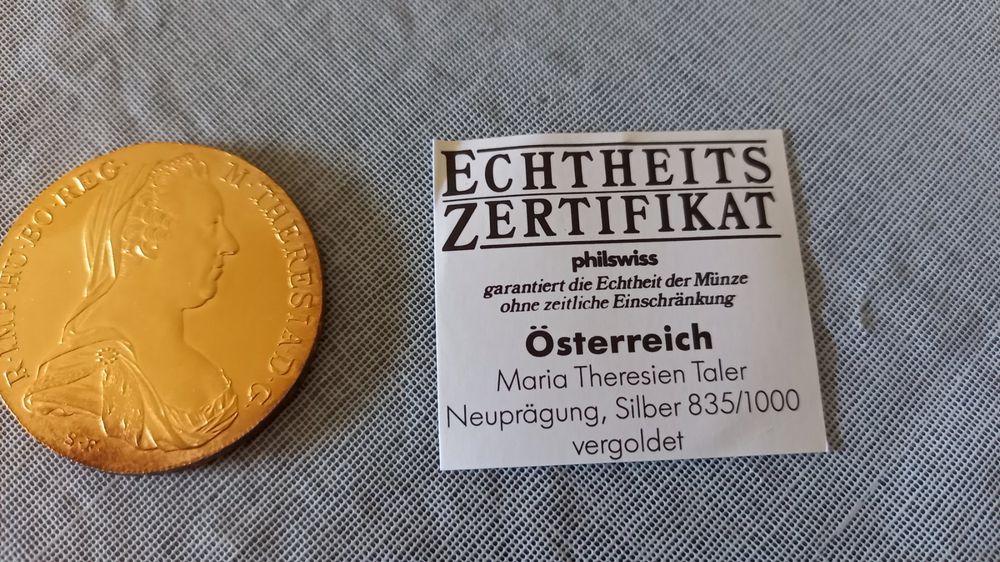 R·IMP·HU·BO·REG·
M·THERESIA·D·G·
S·F·
ECHTHEITS
ZERTIFIKAT
philswiss
garantiert die Echtheit der Münze
ohne zeitliche Einschränkung
Österreich
Maria Theresien Taler
Neuprägung, Silber 835/1000
vergoldet